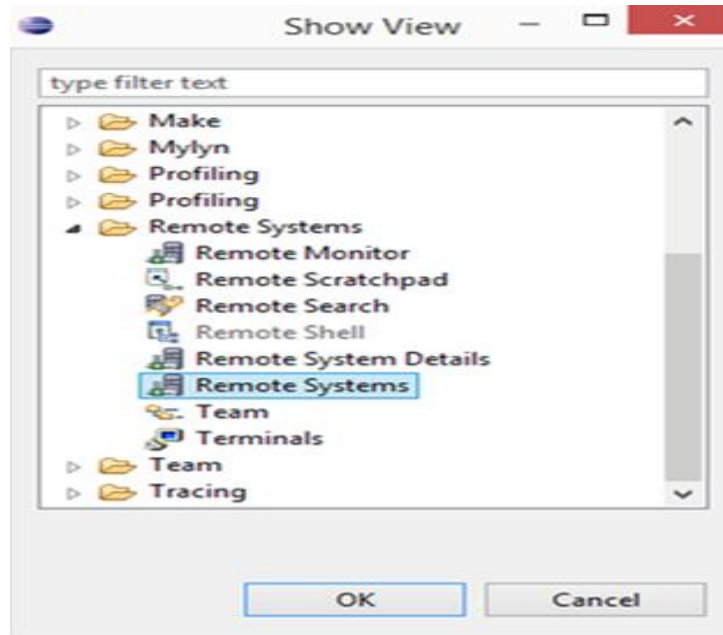 Show View
type filter text
Make
Mylyn
Profiling
Profiling
Remote Systems
Remote Monitor
Remote Scratchpad
Remote Search
Remote Shell
Remote System Details
Remote Systems
Team
Terminals
Team
Tracing
OK Cancel